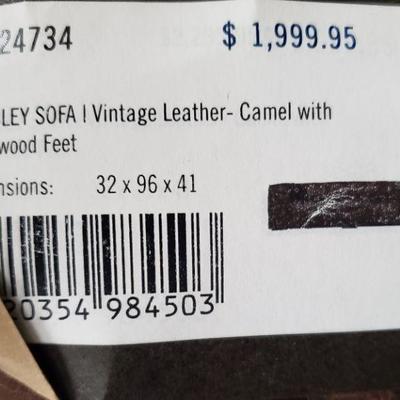 24734 $ 1,999.95
LEY SOFA | Vintage Leather- Camel with
wood Feet
nsions: 32 x 96 x 41
20354 984503